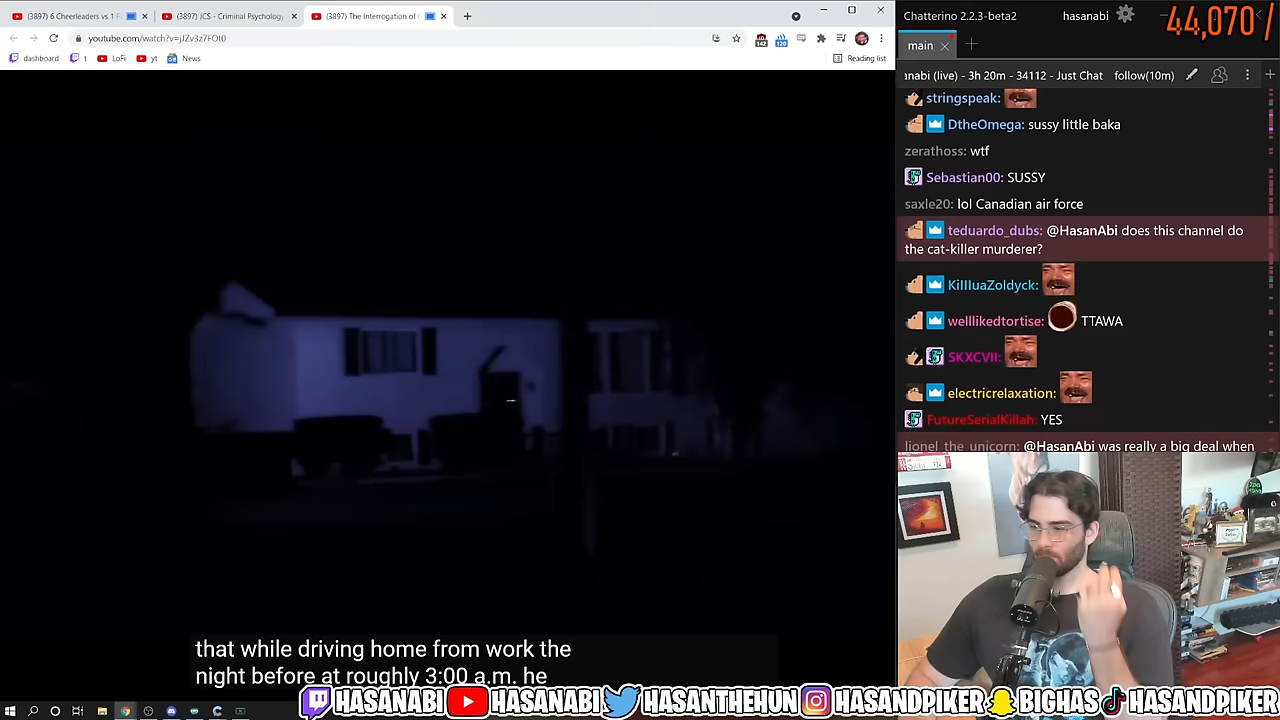 (3897) 6 Cheerleaders vs 1 F
(3897) JCS - Criminal Psychology
(3897) The Interrogation of
youtube.com/watch?v=jJZv3z7FOt0
142
120
dashboard
t
LoFi
yt
News
Reading list
that while driving home from work the
night before at roughly 3:00 a.m. he
Chatterino 2.2.3-beta2
hasanabi
44,070 /
main
anabi (live) - 3h 20m - 34112 - Just Chat
follow(10m)
stringspeak:
DtheOmega: sussy little baka
zerathoss: wtf
Sebastian00: SUSSY
saxle20: lol Canadian air force
teduardo_dubs: @HasanAbi does this channel do
the cat-killer murderer?
KillIuaZoldyck:
welllikedtortise: TTAWA
SKXCVII:
electricrelaxation:
FutureSerialKillah: YES
lionel_the_unicorn: @HasanAbi was really a big deal when
HASANABI
HASANABI
HASANTHEHUN
HASANDPIKER
BIGHAS
HASANDPIKER